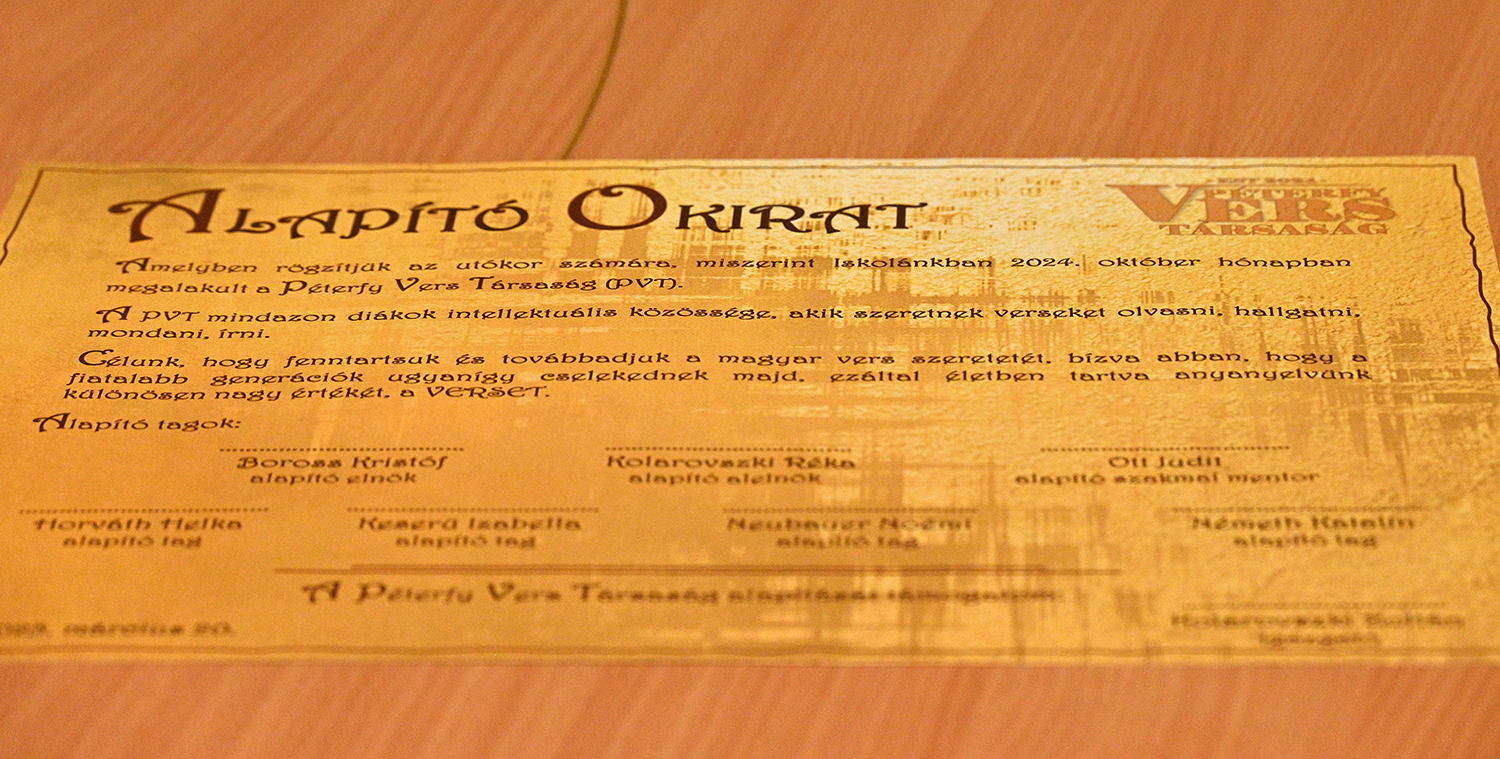 Alapító Okirat
PÉTERFY
VERS
TÁRSASÁG
Amelyben rögzítjük az utókor számára, miszerint Iskolánkban 2024. október hónapban
megalakult a Péterfy Vers Társaság (PVT).
A PVT mindazon diákok intellektuális közössége, akik szeretnek verseket olvasni, hallgatni,
mondani, írni.
Célunk, hogy fenntartsuk és továbbadjuk a magyar vers szeretetét, bízva abban, hogy a
fiatalabb generációk ugyanígy cselekednek majd, ezáltal életben tartva anyanyelvünk
különösen nagy értékét, a VERSET.
Alapító tagok:
Boross Kristóf Kolarovszki Réka Ott Judit
alapító elnök alapító alelnök alapító szakmai mentor
Horváth Helka Keserű Izabella Neubauer Noémi Németh Katalin
alapító tag alapító tag alapító tag alapító tag
A Péterfy Vers Társaság alapítását támogatom:
március 20.
Kolarovszki Zoltán
igazgató